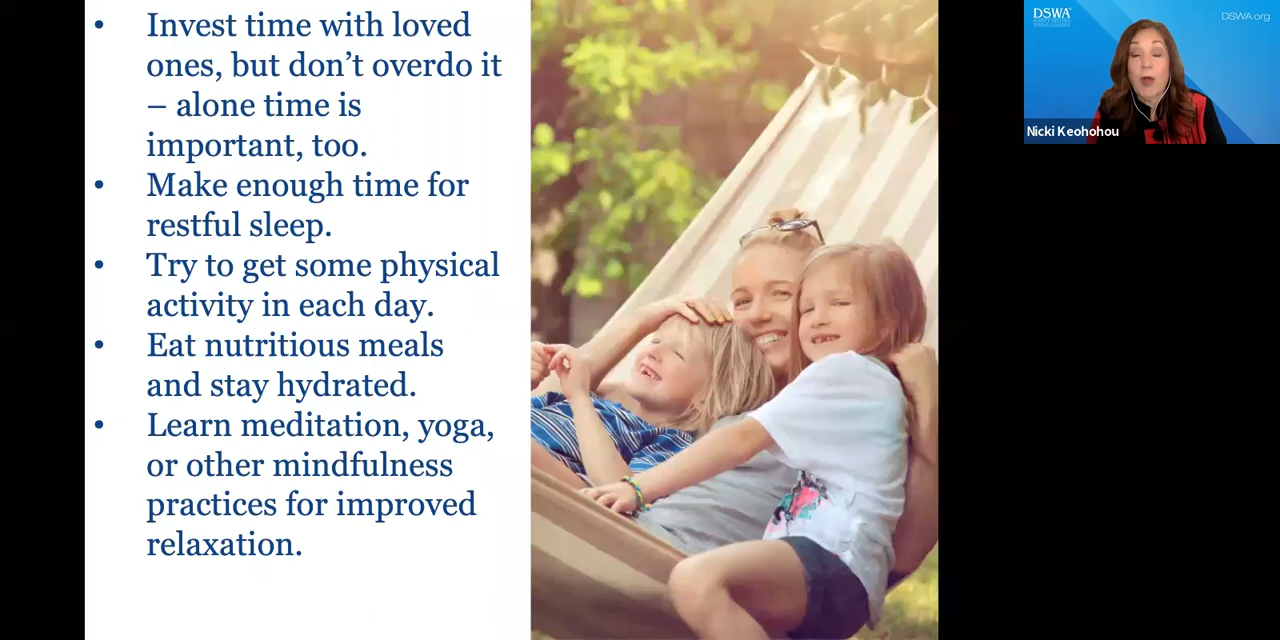 • Invest time with loved
ones, but don’t overdo it
– alone time is
important, too.
• Make enough time for
restful sleep.
• Try to get some physical
activity in each day.
• Eat nutritious meals
and stay hydrated.
• Learn meditation, yoga,
or other mindfulness
practices for improved
relaxation.
DSWA
DSWA.org
Nicki Keohohou